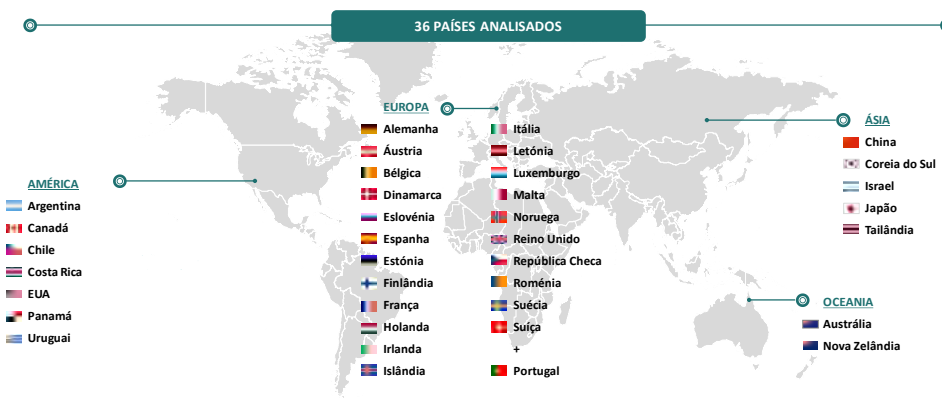 36 PAÍSES ANALISADOS
AMÉRICA
Argentina
Canadá
Chile
Costa Rica
EUA
Panamá
Uruguai
EUROPA
Alemanha
Áustria
Bélgica
Dinamarca
Eslovénia
Espanha
Estónia
Finlândia
França
Holanda
Irlanda
Islândia
Itália
Letónia
Luxemburgo
Malta
Noruega
Reino Unido
República Checa
Roménia
Suécia
Suíça
+
Portugal
ÁSIA
China
Coreia do Sul
Israel
Japão
Tailândia
OCEANIA
Austrália
Nova Zelândia